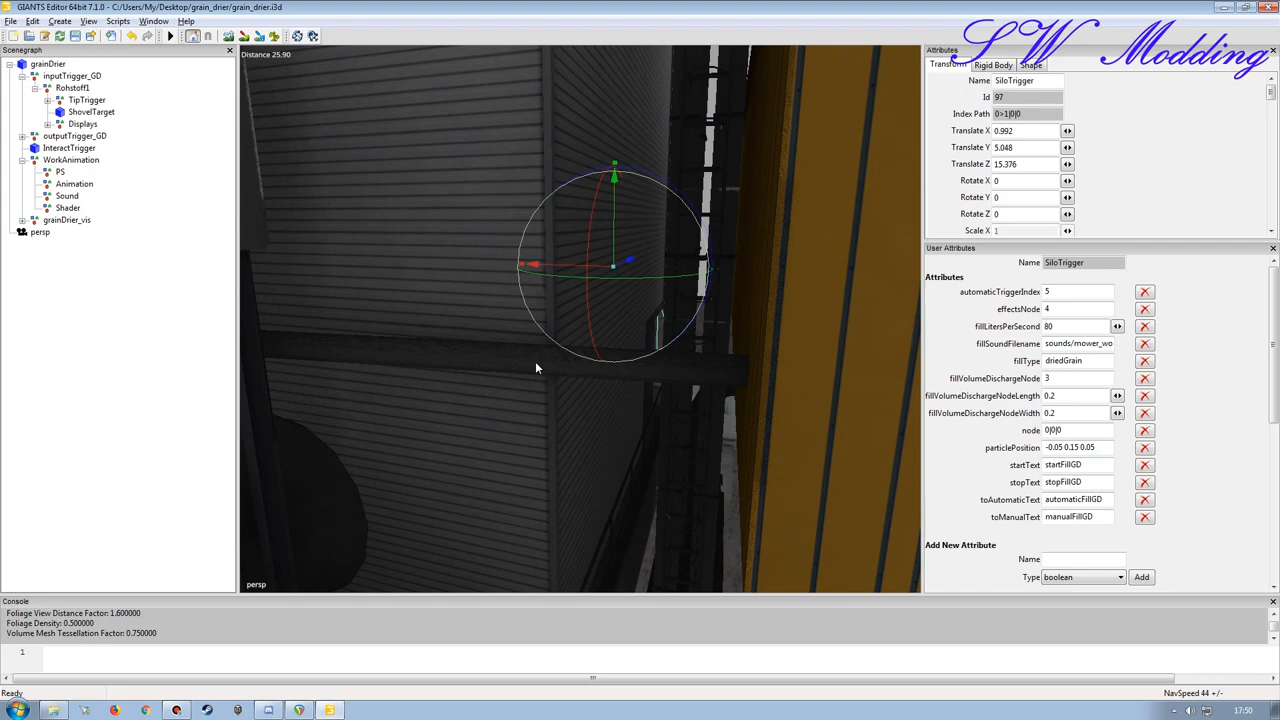 GIANTS Editor 64bit 7.1.0 - C:/Users/My/Desktop/grain_drier/grain_drier.i3d
File Edit Create View Scripts Window Help
SW Modding
Scenegraph
grainDrier
inputTrigger_GD
Rohstoff1
TipTrigger
ShovelTarget
Displays
outputTrigger_GD
InteractTrigger
WorkAnimation
PS
Animation
Sound
Shader
grainDrier_vis
persp
Distance 25.90
persp
Attributes
Transform Rigid Body Shape
Name SiloTrigger
Id 97
Index Path 0>1|0|0
Translate X 0.992
Translate Y 5.048
Translate Z 15.376
Rotate X 0
Rotate Y 0
Rotate Z 0
Scale X 1
User Attributes
Name SiloTrigger
Attributes
automaticTriggerIndex 5
effectsNode 4
fillLitersPerSecond 80
fillSoundFilename sounds/mower_wo
fillType driedGrain
fillVolumeDischargeNode 3
fillVolumeDischargeNodeLength 0.2
fillVolumeDischargeNodeWidth 0.2
node 0|0|0
particlePosition -0.05 0.15 0.05
startText startFillGD
stopText stopFillGD
toAutomaticText automaticFillGD
toManualText manualFillGD
Add New Attribute
Name
Type boolean Add
Console
Foliage View Distance Factor: 1.600000
Foliage Density: 0.500000
Volume Mesh Tessellation Factor: 0.750000
1
Ready
NavSpeed 44 +/-
17:50